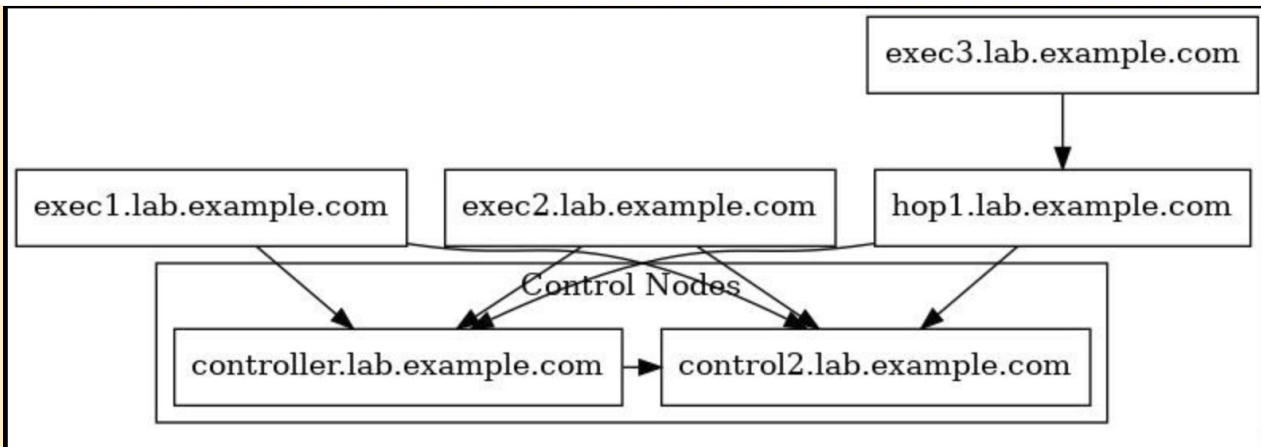 exec3.lab.example.com
exec1.lab.example.com
exec2.lab.example.com
hop1.lab.example.com
Control Nodes
controller.lab.example.com
control2.lab.example.com